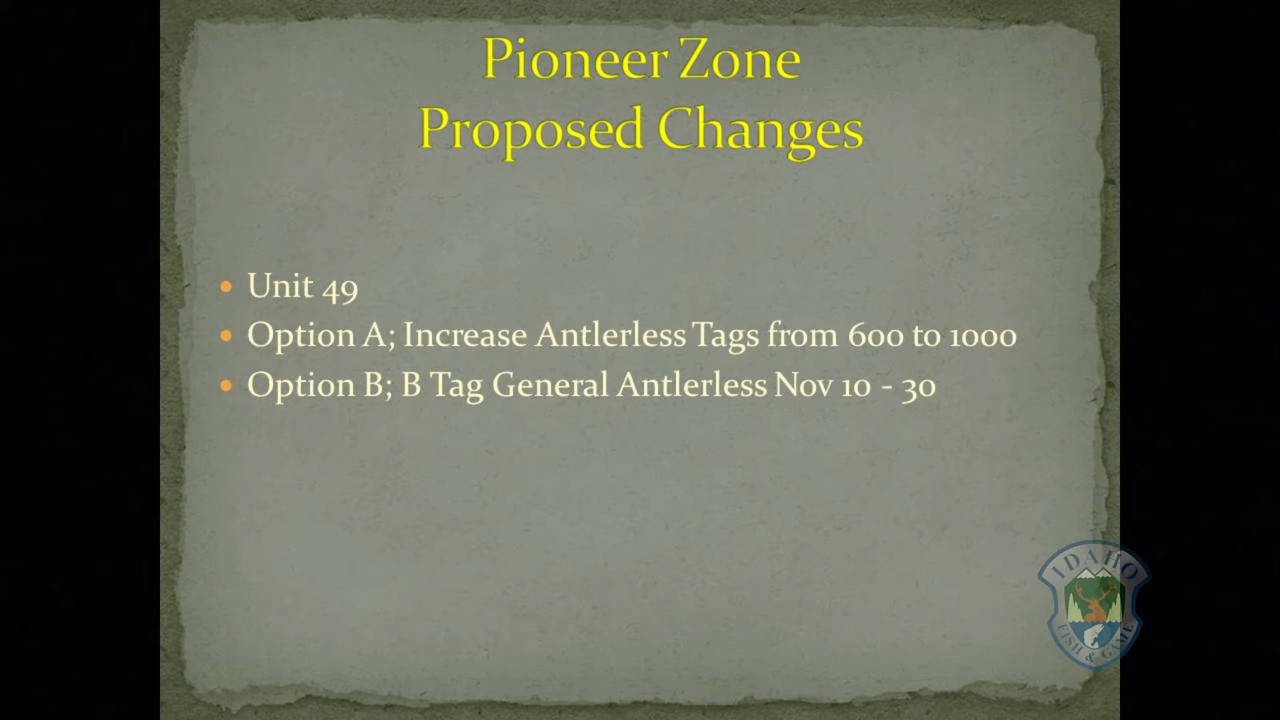 Pioneer Zone
Proposed Changes
• Unit 49
• Option A; Increase Antlerless Tags from 600 to 1000
• Option B; B Tag General Antlerless Nov 10 - 30
IDAHO
FISH & GAME